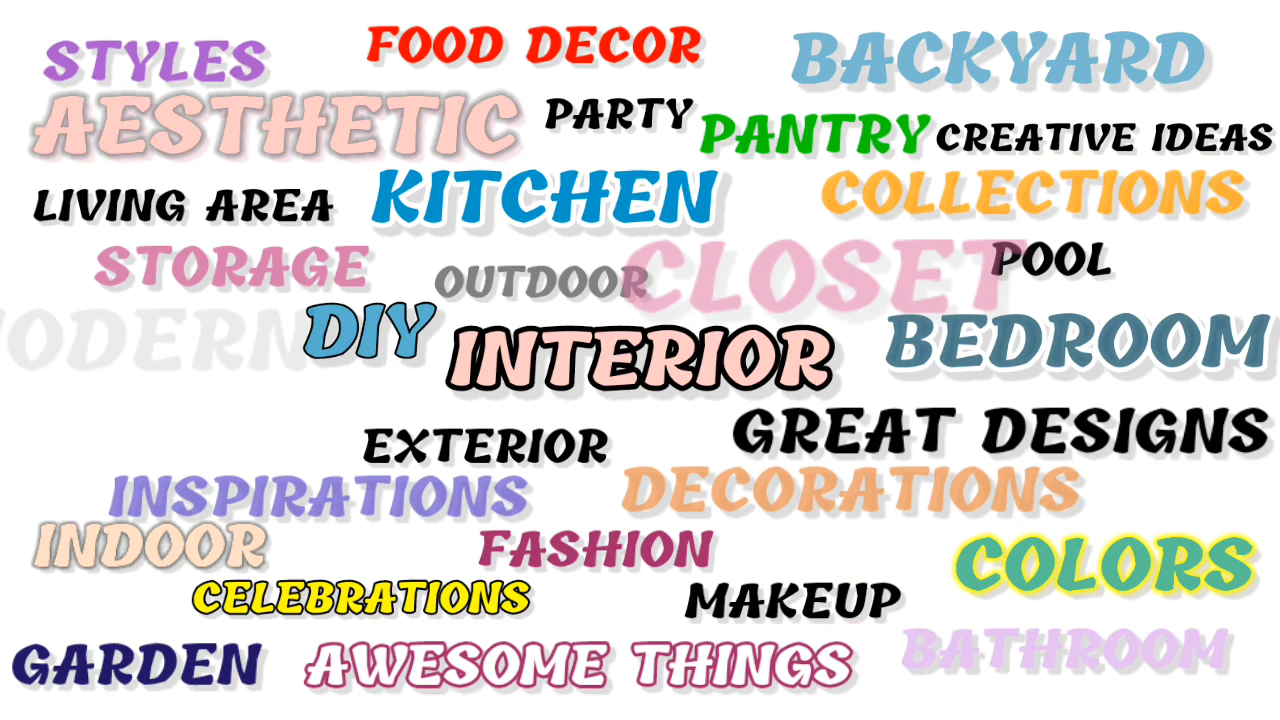 STYLES
FOOD DECOR
BACKYARD
AESTHETIC
PARTY
PANTRY
CREATIVE IDEAS
LIVING AREA
KITCHEN
COLLECTIONS
STORAGE
OUTDOOR
CLOSET
POOL
MODERN
DIY
INTERIOR
BEDROOM
EXTERIOR
GREAT DESIGNS
INSPIRATIONS
DECORATIONS
INDOOR
FASHION
COLORS
CELEBRATIONS
MAKEUP
GARDEN
AWESOME THINGS
BATHROOM